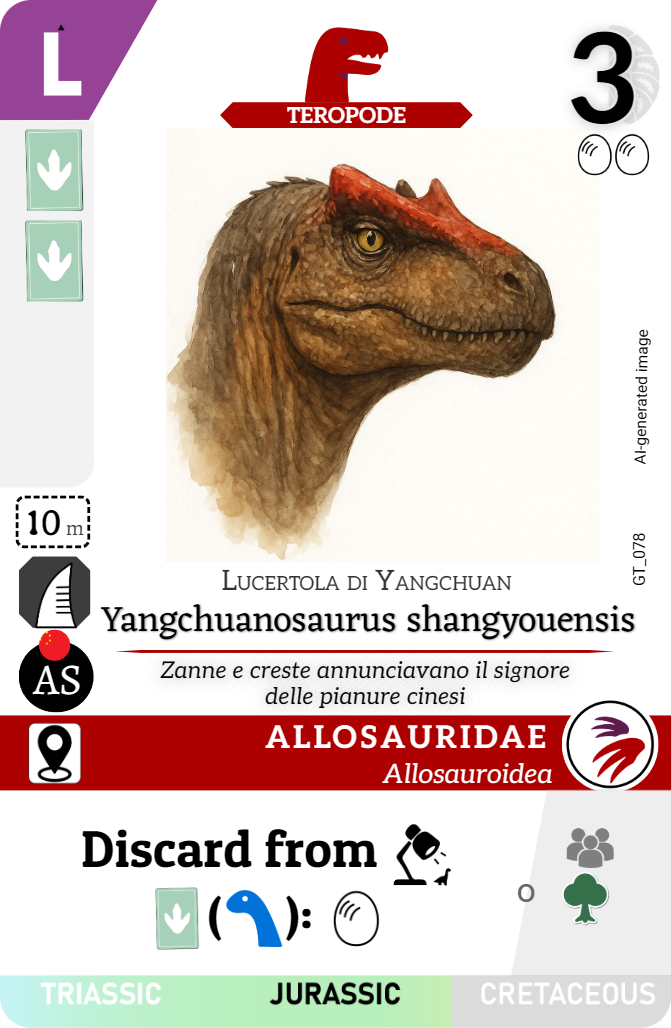 L
TEROPODE
3
AI-generated image
10 m
GT_078
LUCERTOLA DI YANGCHUAN
Yangchuanosaurus shangyouensis
AS
Zanne e creste annunciavano il signore
delle pianure cinesi
ALLOSAURIDAE
Allosauroidea
Discard from
( ):
O
TRIASSIC JURASSIC CRETACEOUS